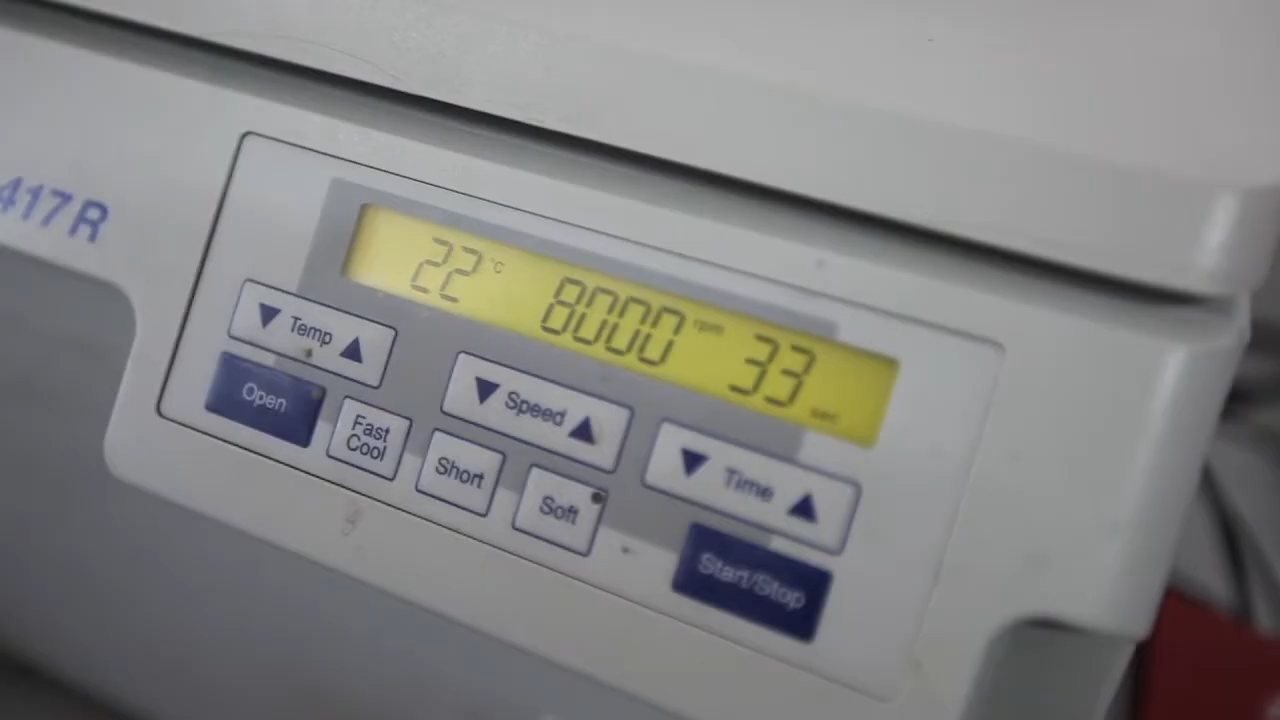 417R
22 °C 8000 rpm 33 sec
▼ Temp ▲
▼ Speed ▲
▼ Time ▲
Open
Fast
Cool
Short
Soft
Start/Stop